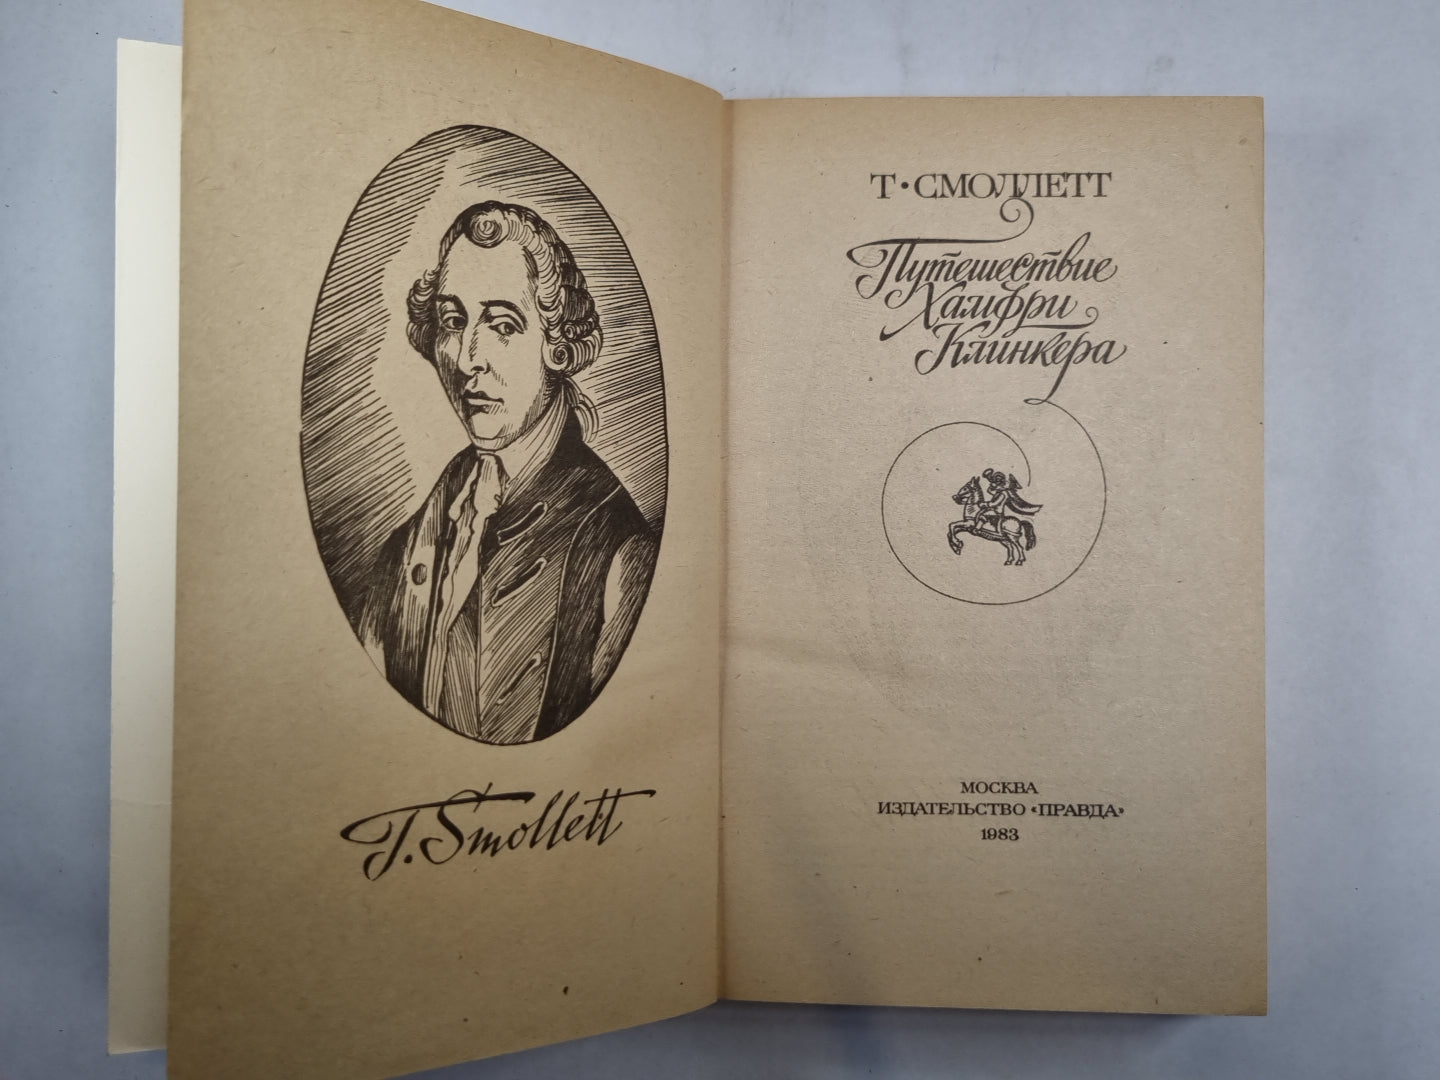 T. Smollett
Т·СМОЛЛЕТТ
Путешествие
Хамфри
Клинкера
МОСКВА
ИЗДАТЕЛЬСТВО «ПРАВДА»
1983